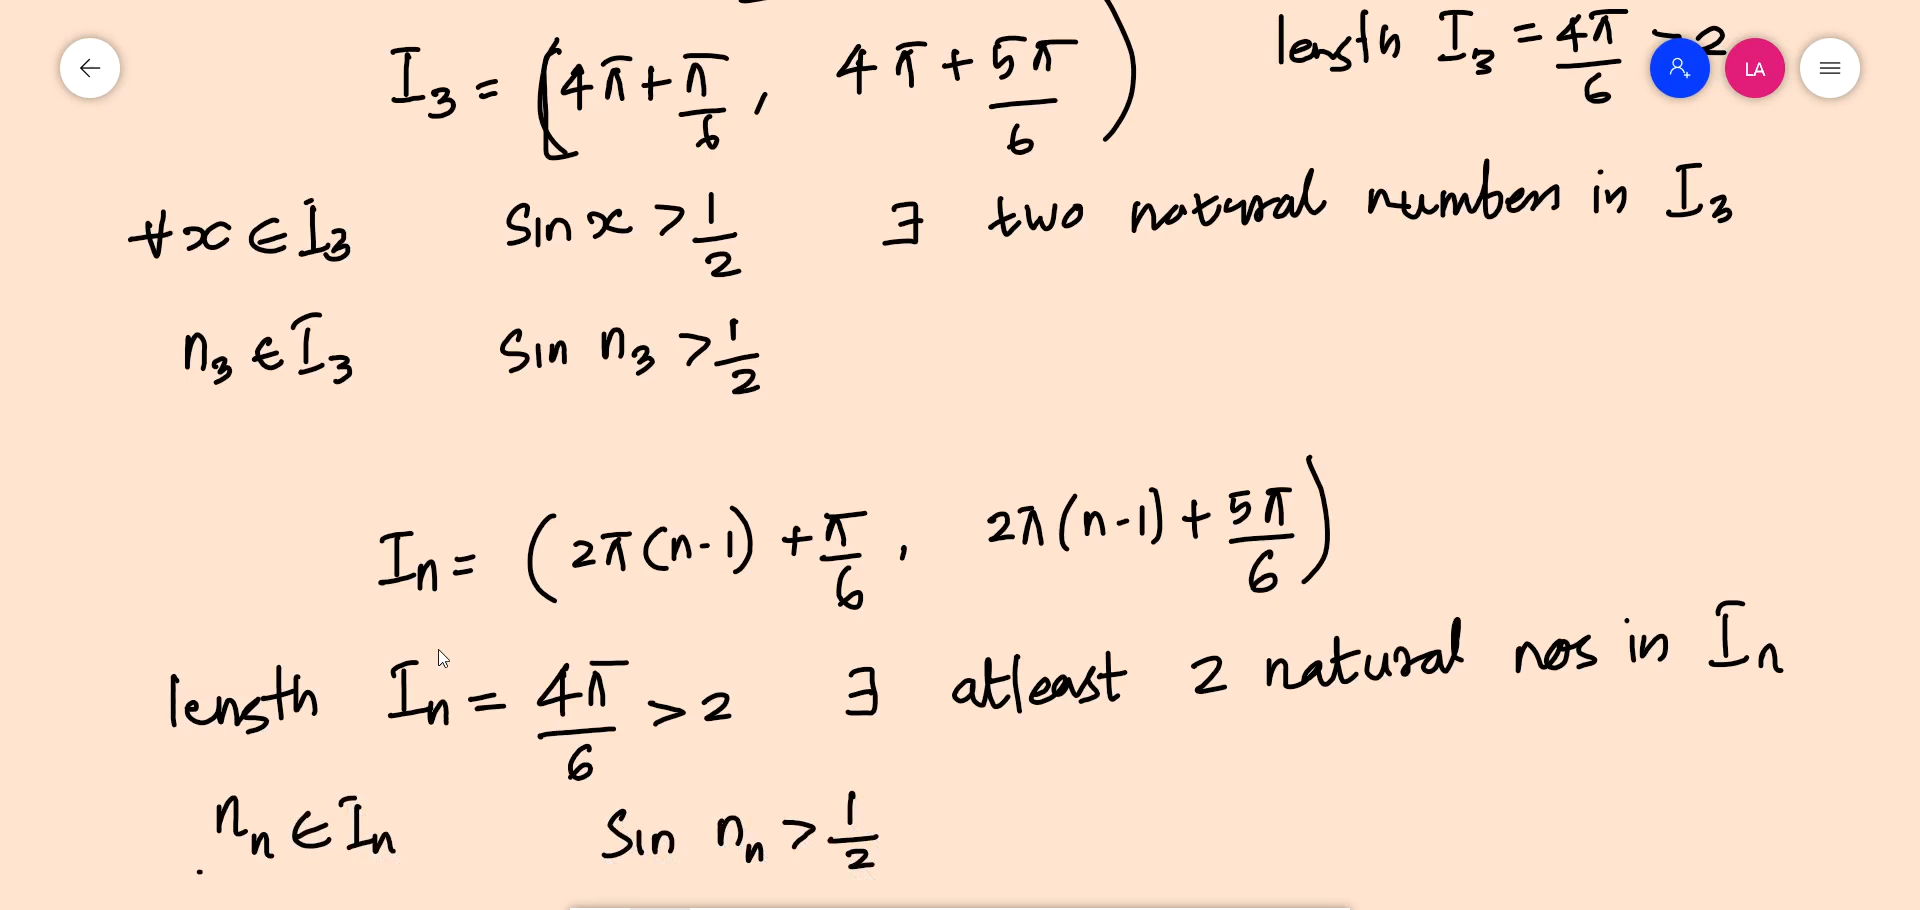 I₃ = (4π + π/6 , 4π + 5π/6) length I₃ = 4π/6 > 2
∀x ∈ I₃ Sin x > 1/2 ∃ two natural numbers in I₃
n₃ ∈ I₃ Sin n₃ > 1/2
Iₙ = (2π(n-1) + π/6 , 2π(n-1) + 5π/6)
length Iₙ = 4π/6 > 2 ∃ atleast 2 natural nos in Iₙ
nₙ ∈ Iₙ Sin nₙ > 1/2
LA